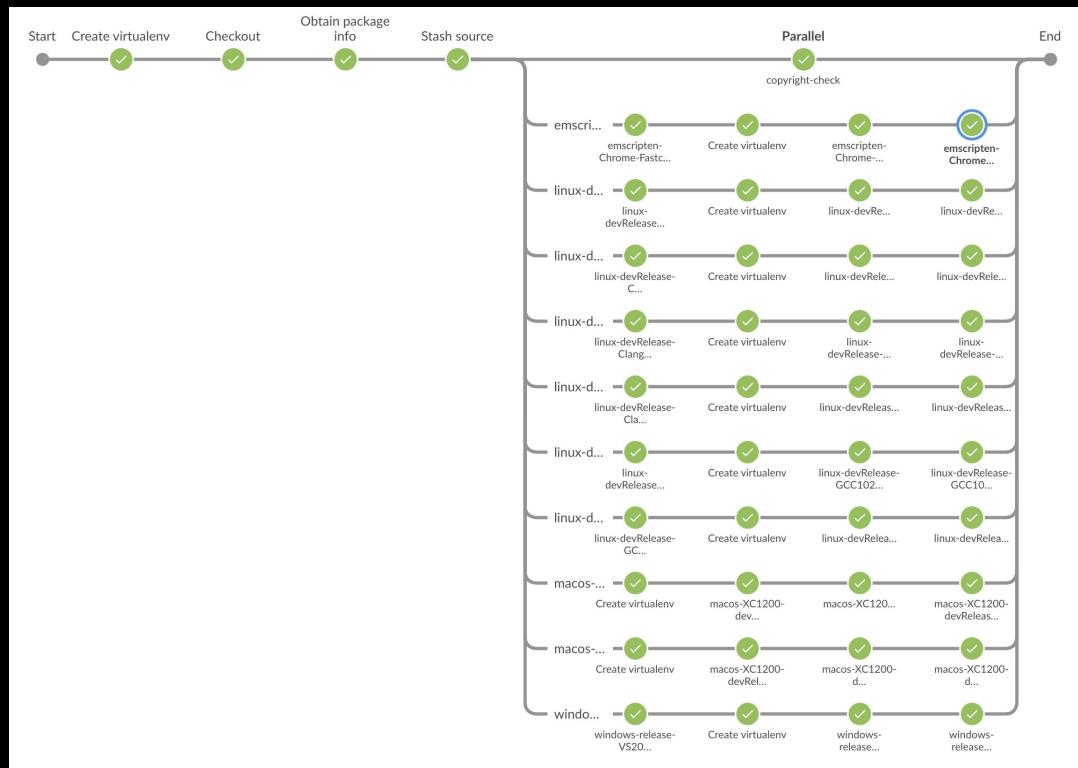 Start
Create virtualenv
Checkout
Obtain package
info
Stash source
Parallel
End
copyright-check
emscri...
emscripten-
Chrome-Fastc...
Create virtualenv
emscripten-
Chrome-...
emscripten-
Chrome...
linux-d...
linux-
devRelease...
Create virtualenv
linux-devRe...
linux-devRe...
linux-d...
linux-devRelease-
C...
Create virtualenv
linux-devRele...
linux-devRele...
linux-d...
linux-devRelease-
Clang...
Create virtualenv
linux-
devRelease-...
linux-
devRelease-...
linux-d...
linux-devRelease-
Cla...
Create virtualenv
linux-devReleas...
linux-devReleas...
linux-d...
linux-
devRelease...
Create virtualenv
linux-devRelease-
GCC102...
linux-devRelease-
GCC10...
linux-d...
linux-devRelease-
GC...
Create virtualenv
linux-devRelea...
linux-devRelea...
macos-...
Create virtualenv
macos-XC1200-
dev...
macos-XC120...
macos-XC1200-
devReleas...
macos-...
Create virtualenv
macos-XC1200-
devRel...
macos-XC1200-
d...
macos-XC1200-
d...
windo...
windows-release-
VS20...
Create virtualenv
windows-
release...
windows-
release...